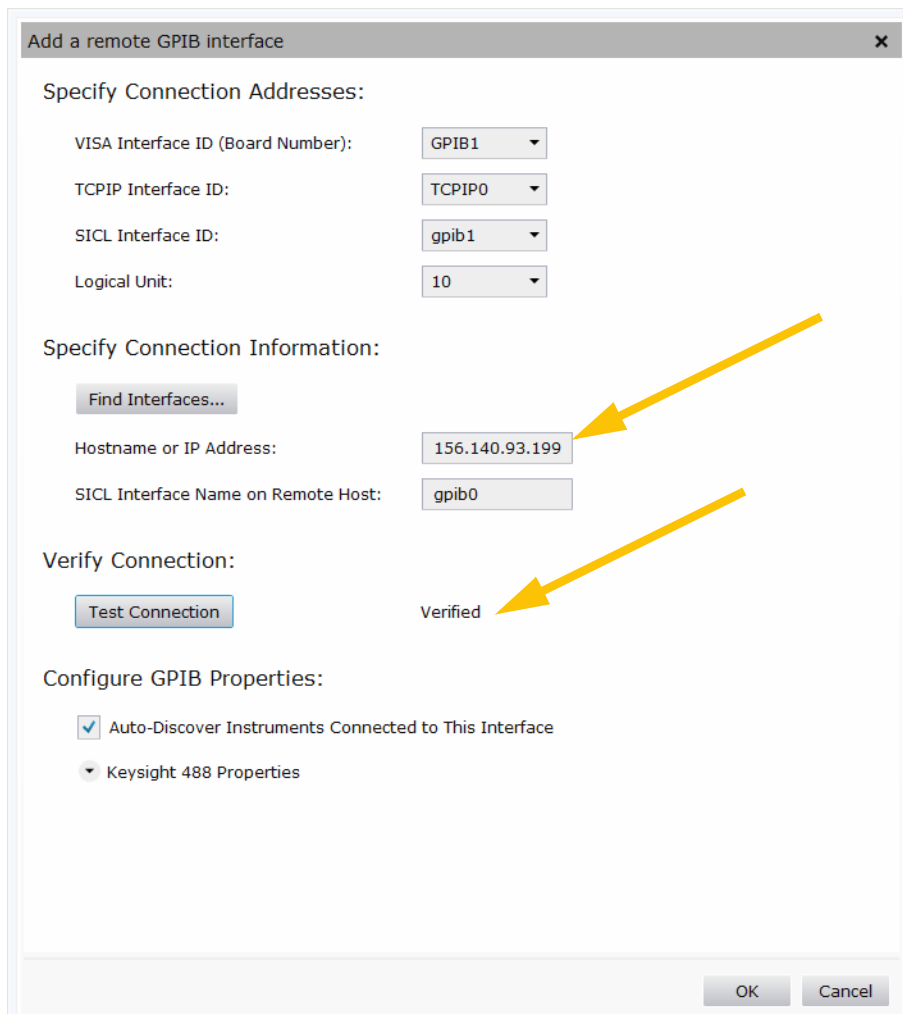 Add a remote GPIB interface
Specify Connection Addresses:
VISA Interface ID (Board Number): GPIB1
TCPIP Interface ID: TCPIP0
SICL Interface ID: gpib1
Logical Unit: 10
Specify Connection Information:
Find Interfaces...
Hostname or IP Address: 156.140.93.199
SICL Interface Name on Remote Host: gpib0
Verify Connection:
Test Connection Verified
Configure GPIB Properties:
Auto-Discover Instruments Connected to This Interface
Keysight 488 Properties
OK Cancel